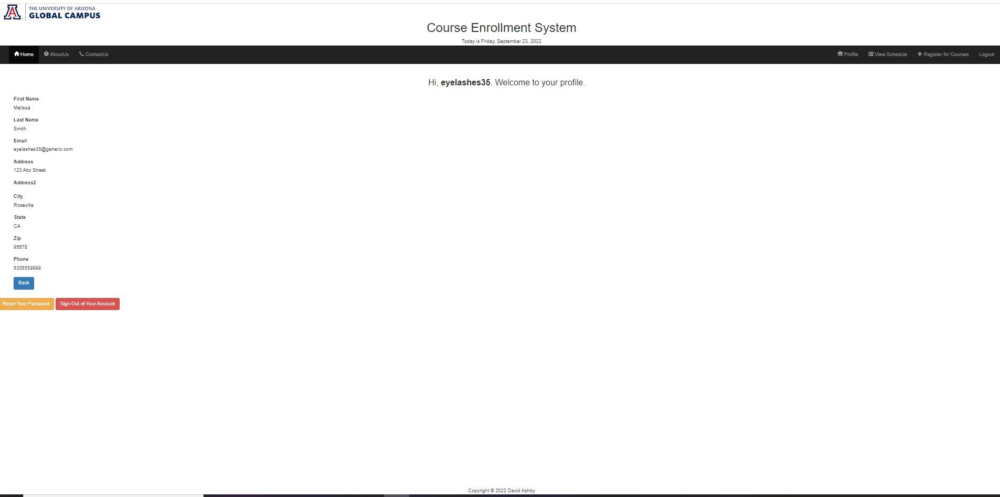 THE UNIVERSITY OF ARIZONA
GLOBAL CAMPUS
Course Enrollment System
Today is Friday, September 23, 2022
Home AboutUs ContactUs Profile View Schedule Register for Courses Logout
Hi, eyelashes35. Welcome to your profile.
First Name
Melissa
Last Name
Smith
Email
eyelashes35@generic.com
Address
123 Abc Street
Address2
City
Roseville
State
CA
Zip
95678
Phone
5305559999
Back
Reset Your Password Sign Out of Your Account
Copyright © 2022 David Ashby